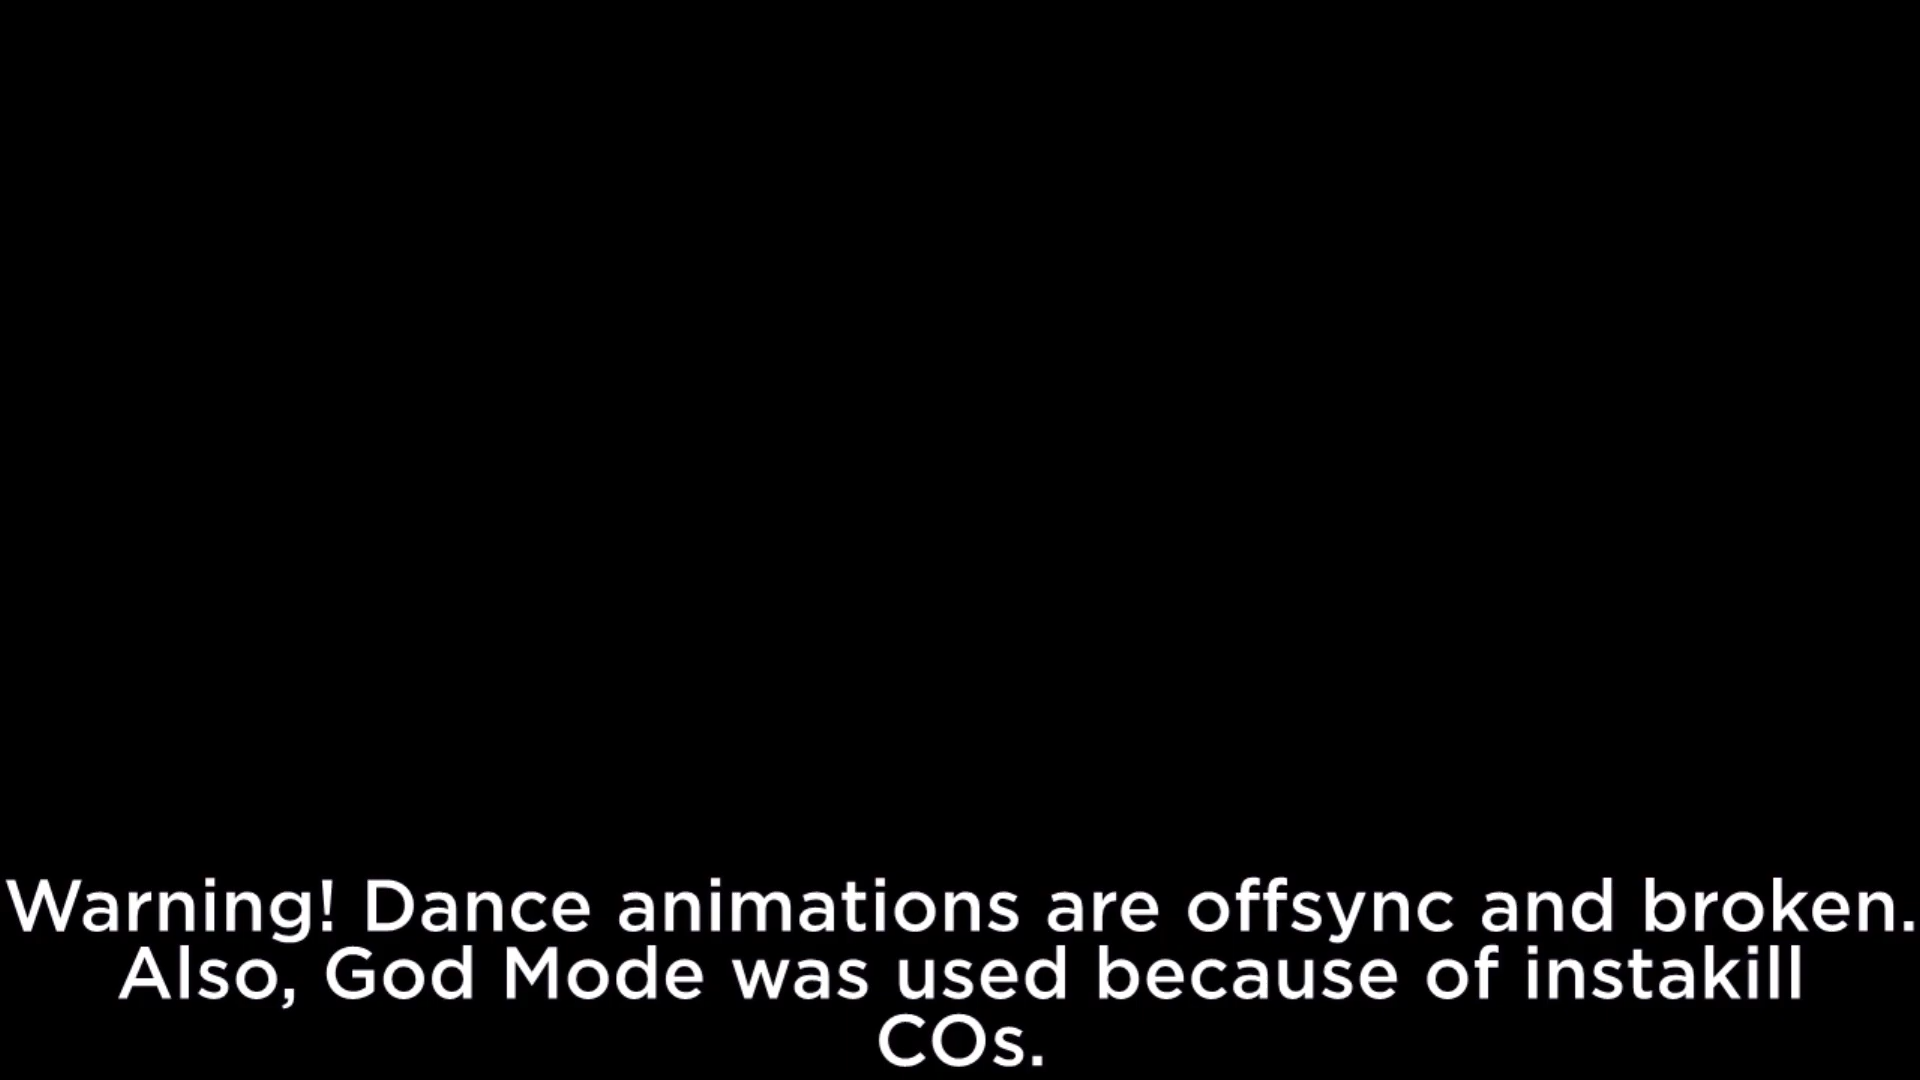 Warning! Dance animations are offsync and broken.
Also, God Mode was used because of instakill
COs.